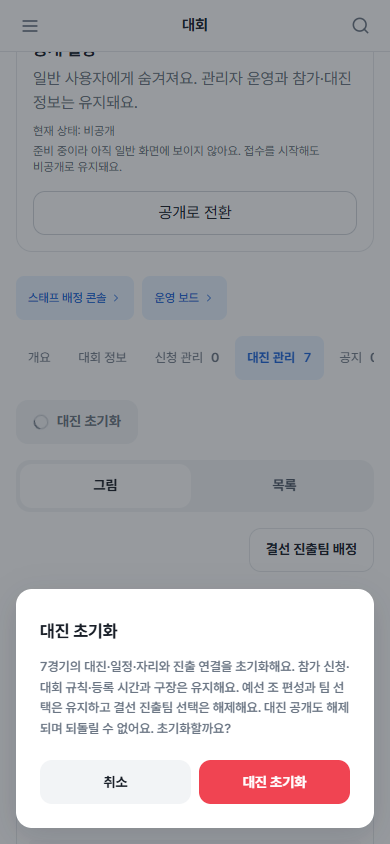 대회
일반 사용자에게 숨겨져요. 관리자 운영과 참가·대진
정보는 유지돼요.
현재 상태: 비공개
준비 중이라 아직 일반 화면에 보이지 않아요. 접수를 시작해도
비공개로 유지돼요.
공개로 전환
스태프 배정 콘솔 >
운영 보드 >
개요 대회 정보 신청 관리 0 대진 관리 7 공지
대진 초기화
그림 목록
결선 진출팀 배정
대진 초기화
7경기의 대진·일정·자리와 진출 연결을 초기화해요. 참가 신청·
대회 규칙·등록 시간과 구장은 유지해요. 예선 조 편성과 팀 선
택은 유지하고 결선 진출팀 선택은 해제해요. 대진 공개도 해제
되며 되돌릴 수 없어요. 초기화할까요?
취소 대진 초기화